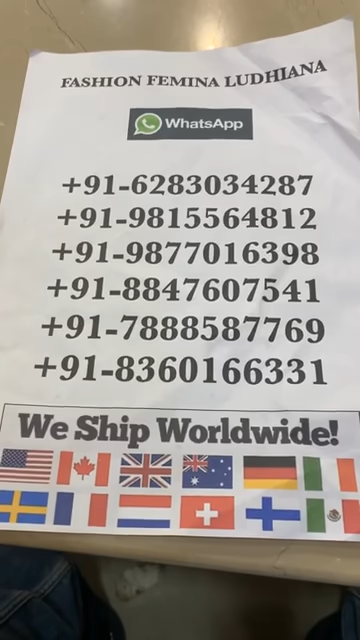 FASHION FEMINA LUDHIANA
WhatsApp
+91-6283034287
+91-9815564812
+91-9877016398
+91-8847607541
+91-7888587769
+91-8360166331
We Ship Worldwide!